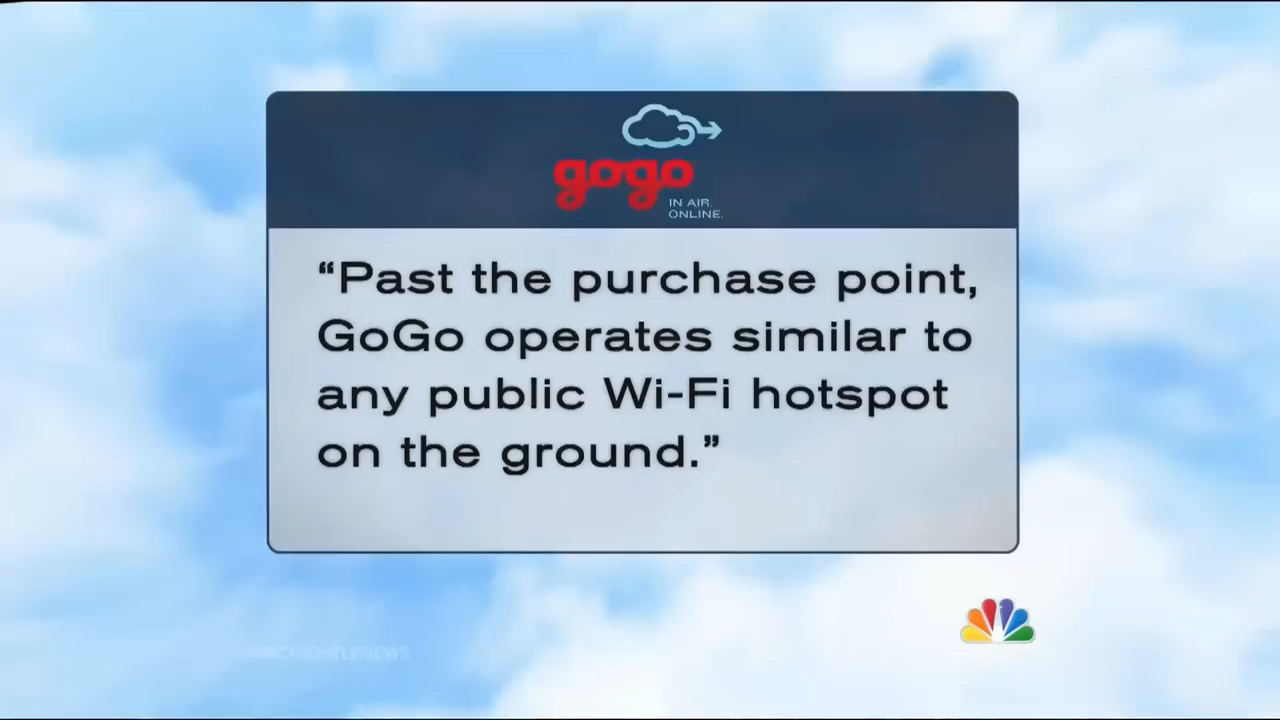 gogo
IN AIR.
ONLINE.
“Past the purchase point,
GoGo operates similar to
any public Wi-Fi hotspot
on the ground.”